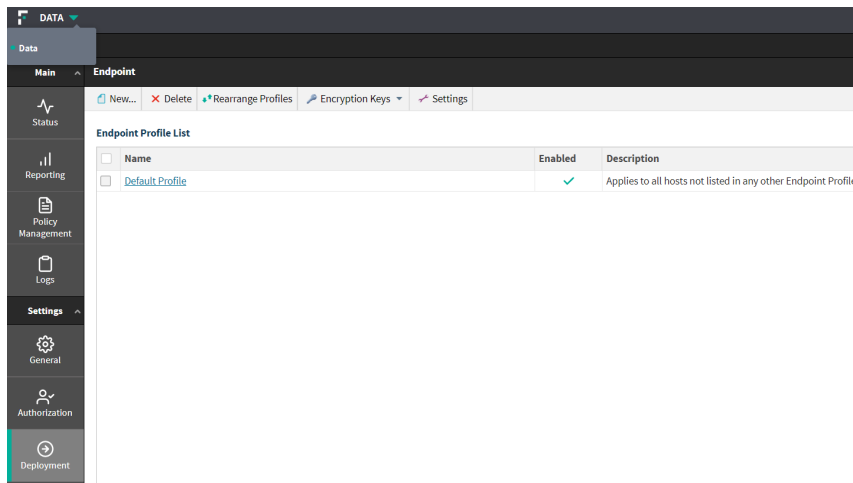 DATA
Data
Main
Endpoint
New... Delete Rearrange Profiles Encryption Keys Settings
Status
Endpoint Profile List
Name Enabled Description
Default Profile Applies to all hosts not listed in any other Endpoint
Reporting
Policy
Management
Logs
Settings
General
Authorization
Deployment